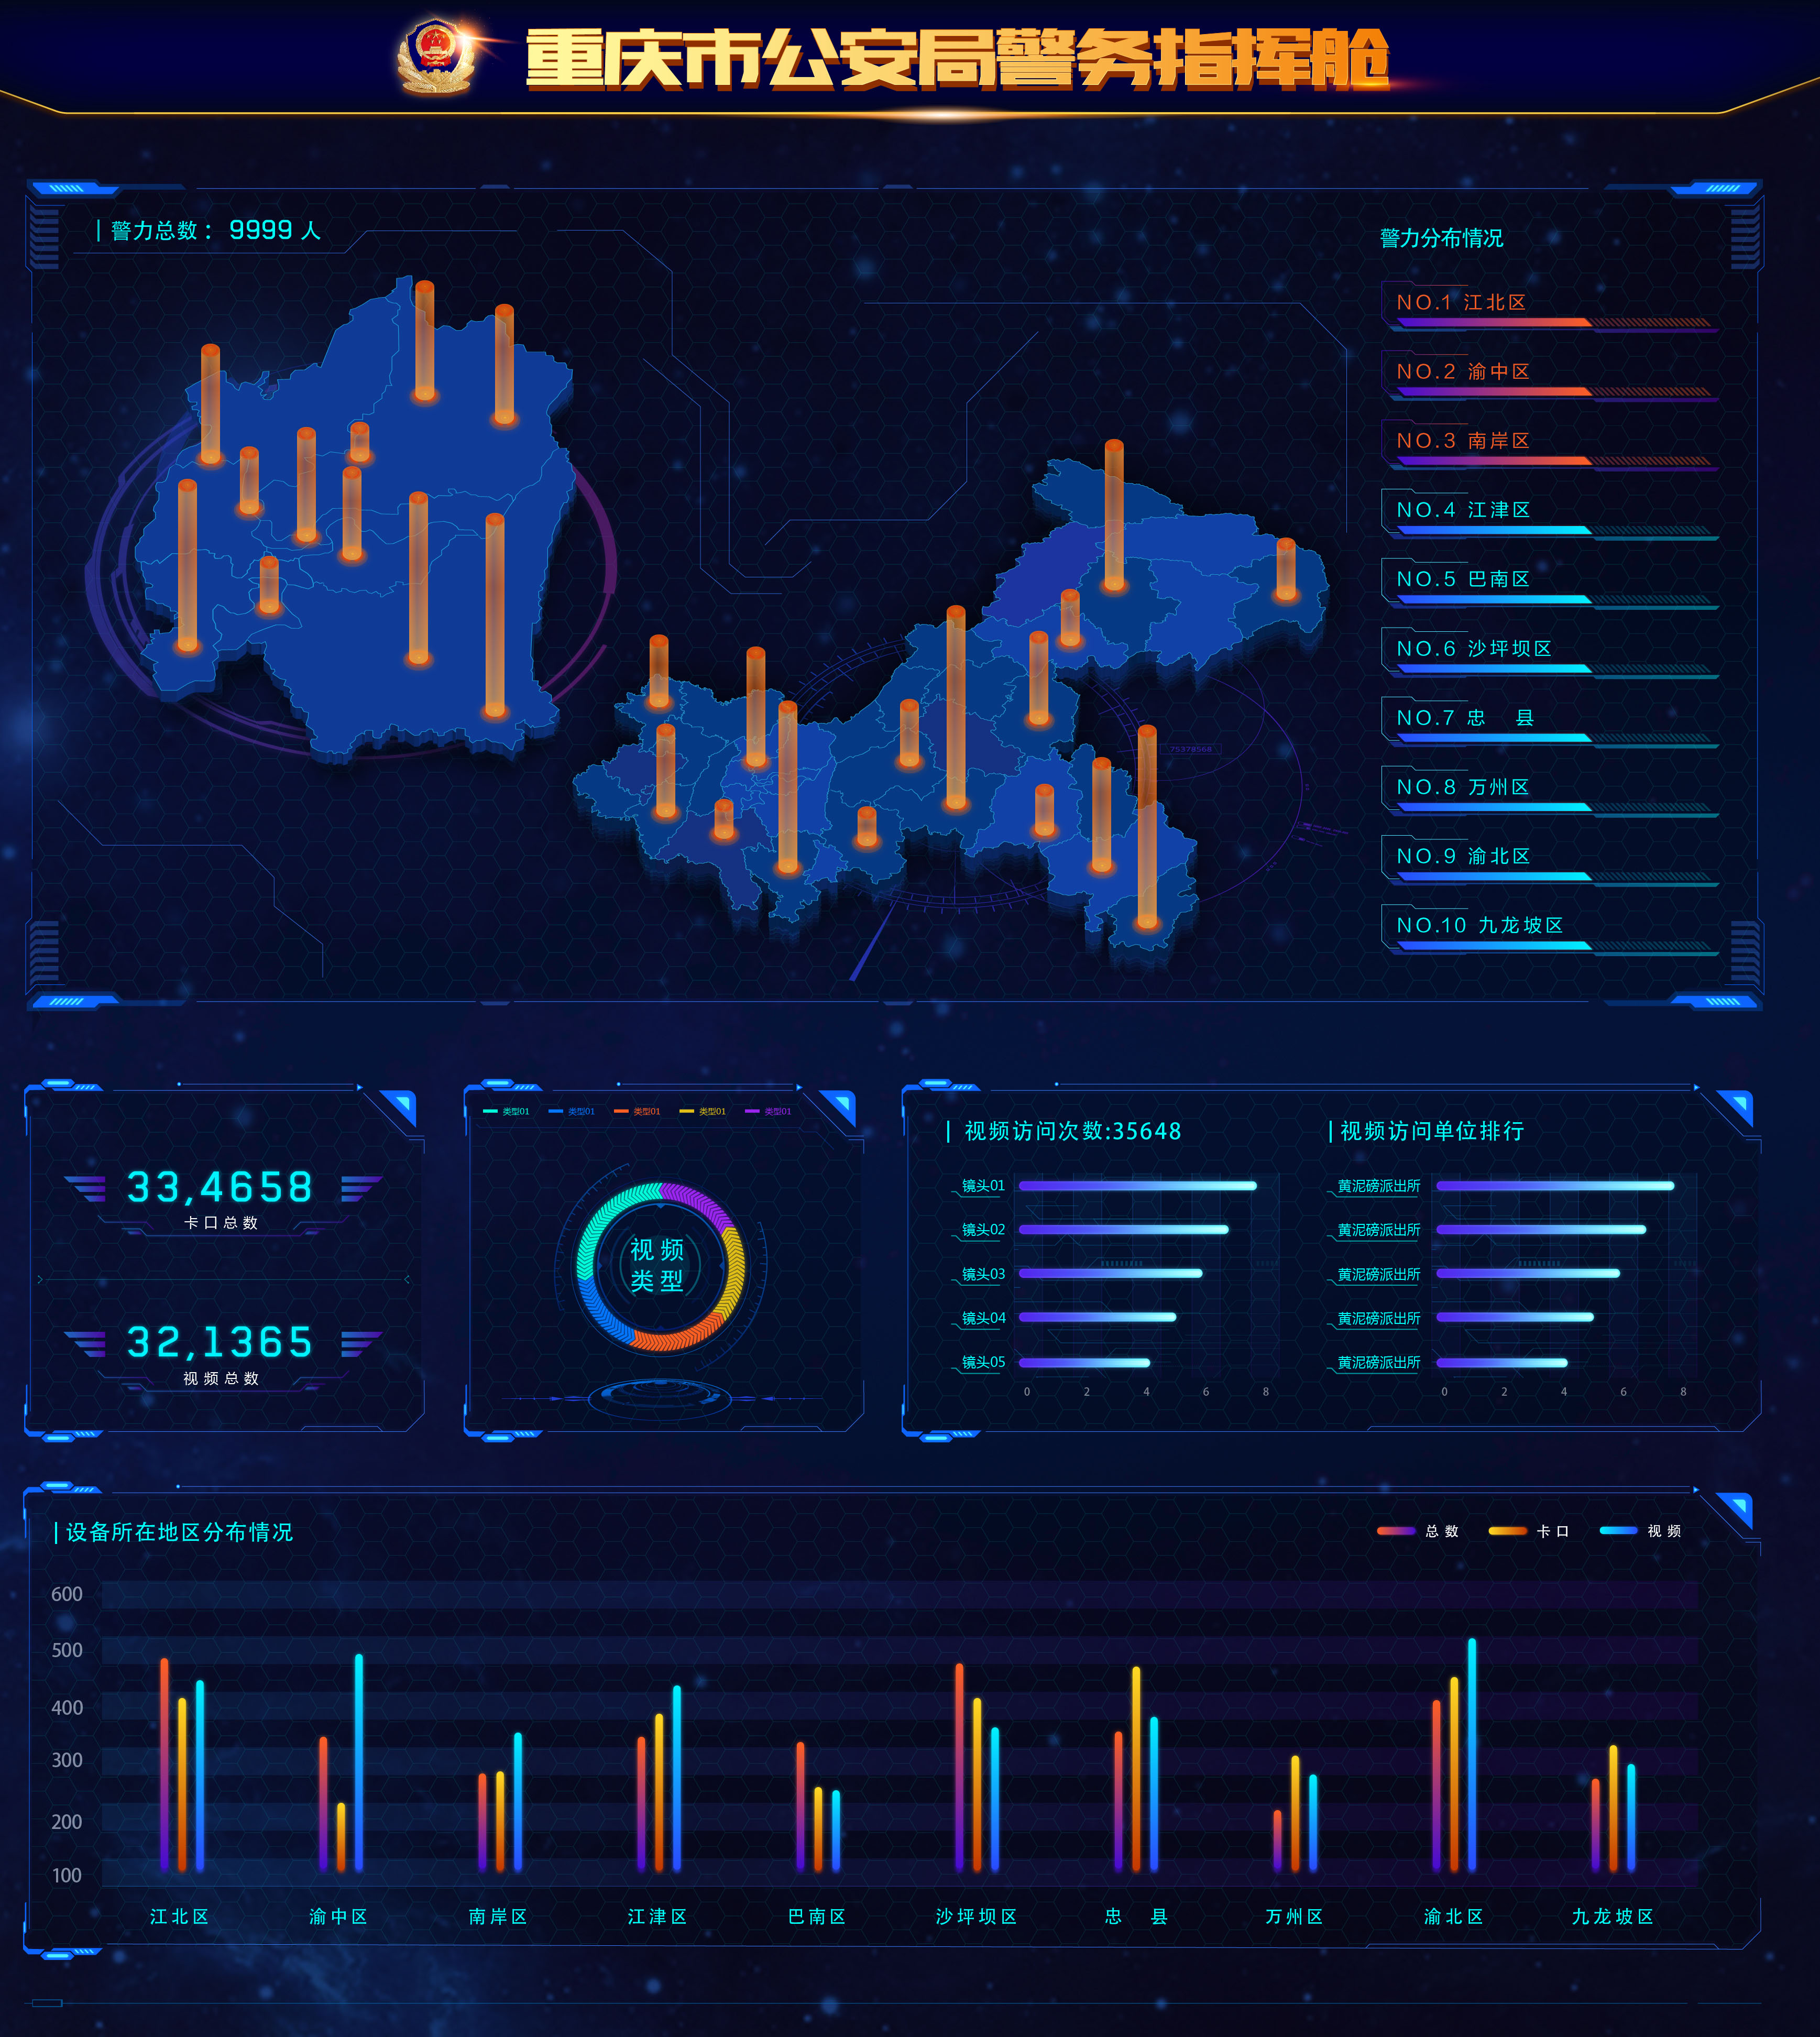 重庆市公安局警务指挥舱
警力总数： 9999 人
警力分布情况
NO.1 江北区
NO.2 渝中区
NO.3 南岸区
NO.4 江津区
NO.5 巴南区
NO.6 沙坪坝区
NO.7 忠 县
NO.8 万州区
NO.9 渝北区
NO.10 九龙坡区
75378568
33,4658
卡口总数
32,1365
视频总数
类型01 类型01 类型01 类型01 类型01
视频
类型
视频访问次数:35648
镜头01
镜头02
镜头03
镜头04
镜头05
0 2 4 6 8
视频访问单位排行
黄泥磅派出所
黄泥磅派出所
黄泥磅派出所
黄泥磅派出所
黄泥磅派出所
0 2 4 6 8
设备所在地区分布情况
总数 卡口 视频
600
500
400
300
200
100
江北区 渝中区 南岸区 江津区 巴南区 沙坪坝区 忠 县 万州区 渝北区 九龙坡区